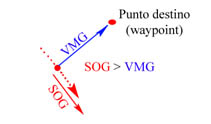 Punto destino
(waypoint)
VMG
SOG > VMG
SOG